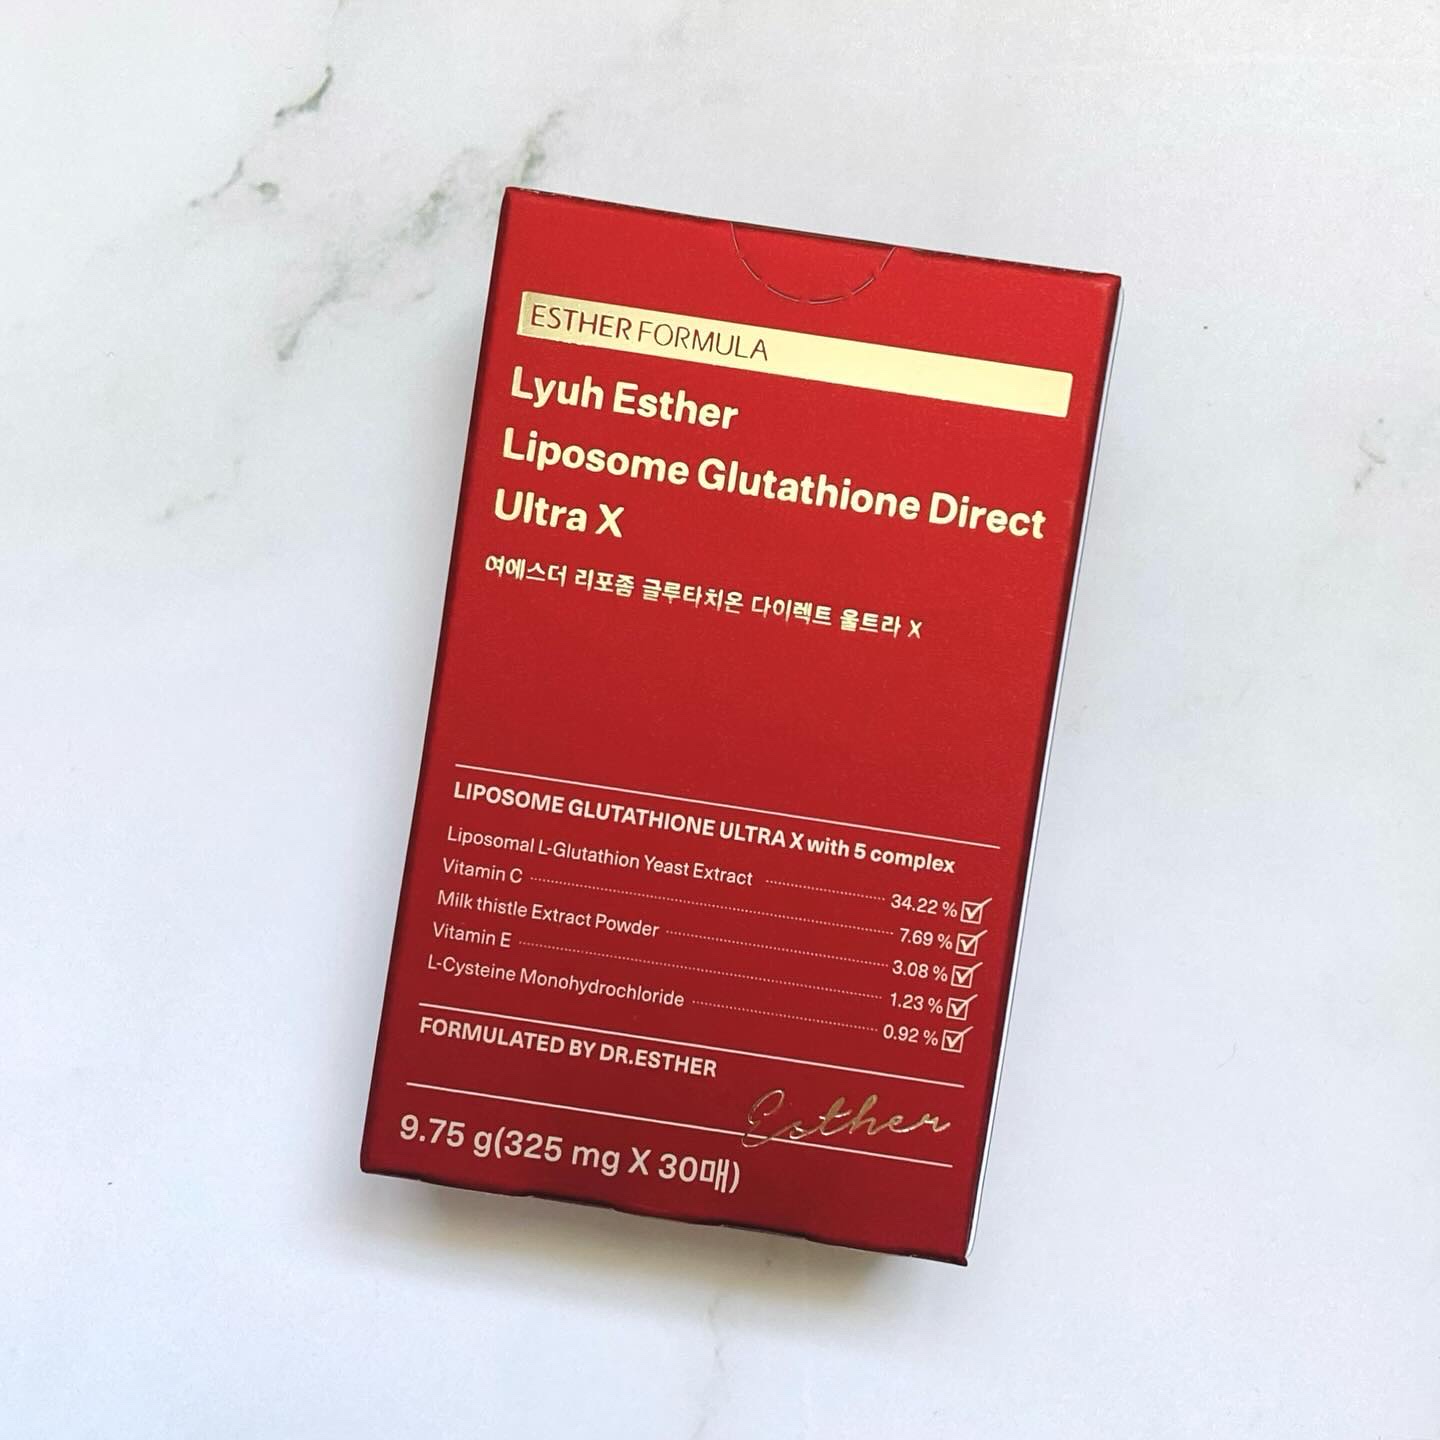 ESTHER FORMULA
Lyuh Esther
Liposome Glutathione Direct
Ultra X
여에스더 리포좀 글루타치온 다이렉트 울트라 X
LIPOSOME GLUTATHIONE ULTRA X with 5 complex
Liposomal L-Glutathion Yeast Extract 34.22 %
Vitamin C 7.69 %
Milk thistle Extract Powder 3.08 %
Vitamin E 1.23 %
L-Cysteine Monohydrochloride 0.92 %
FORMULATED BY DR.ESTHER
Esther
9.75 g(325 mg X 30매)